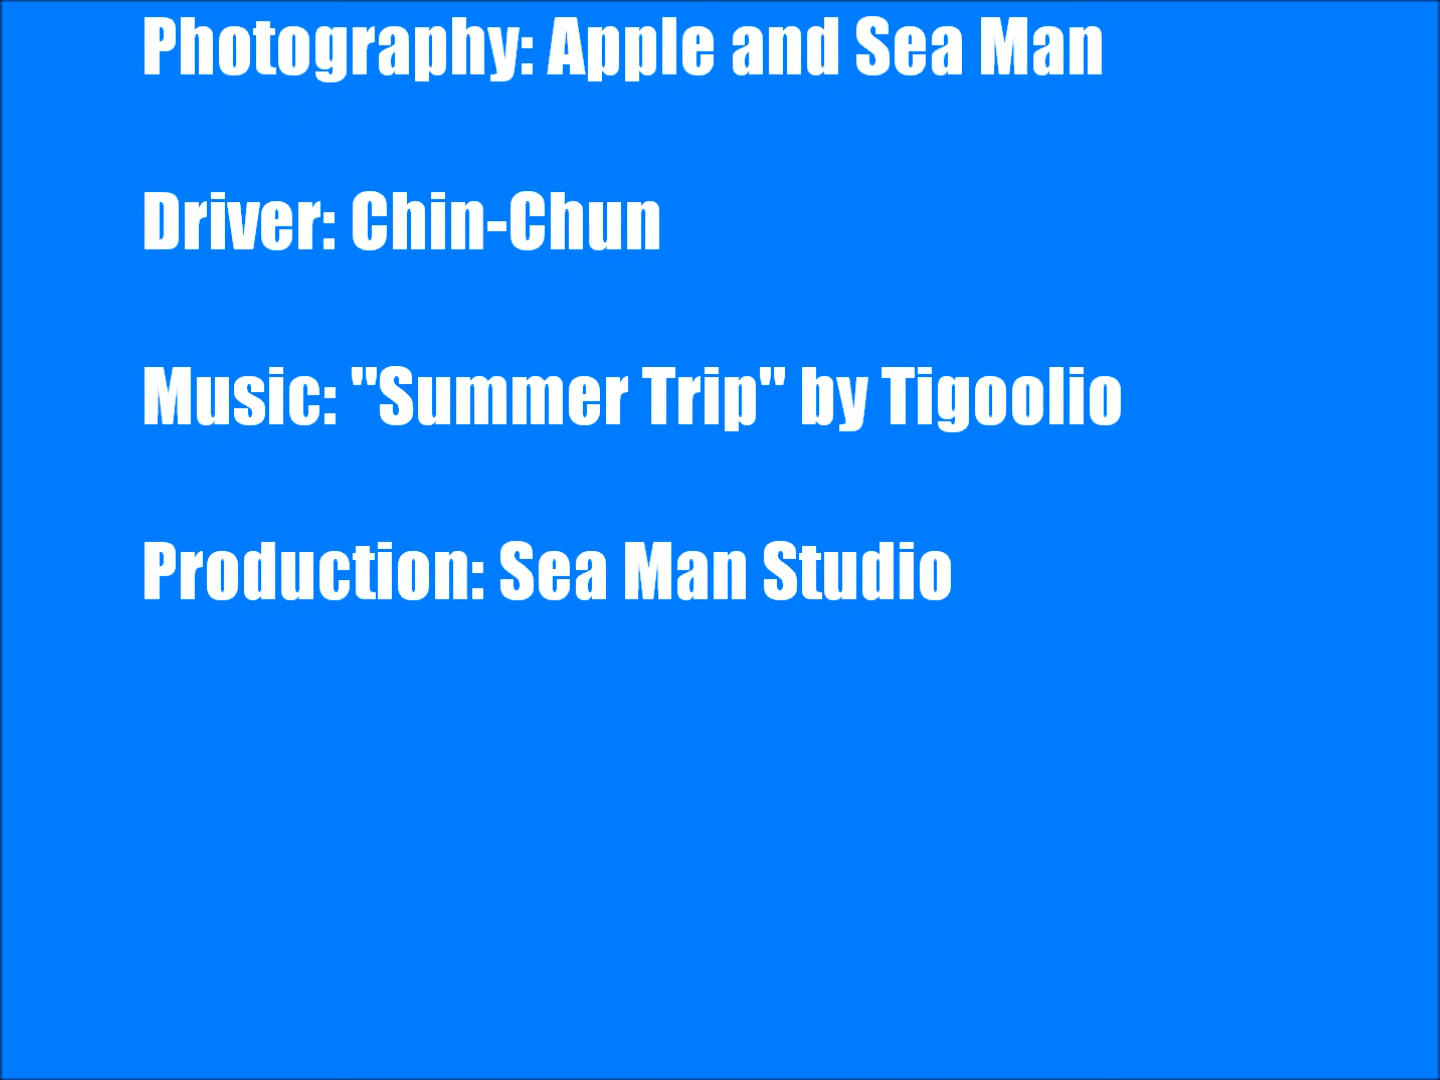 Photography: Apple and Sea Man
Driver: Chin-Chun
Music: "Summer Trip" by Tigoolio
Production: Sea Man Studio